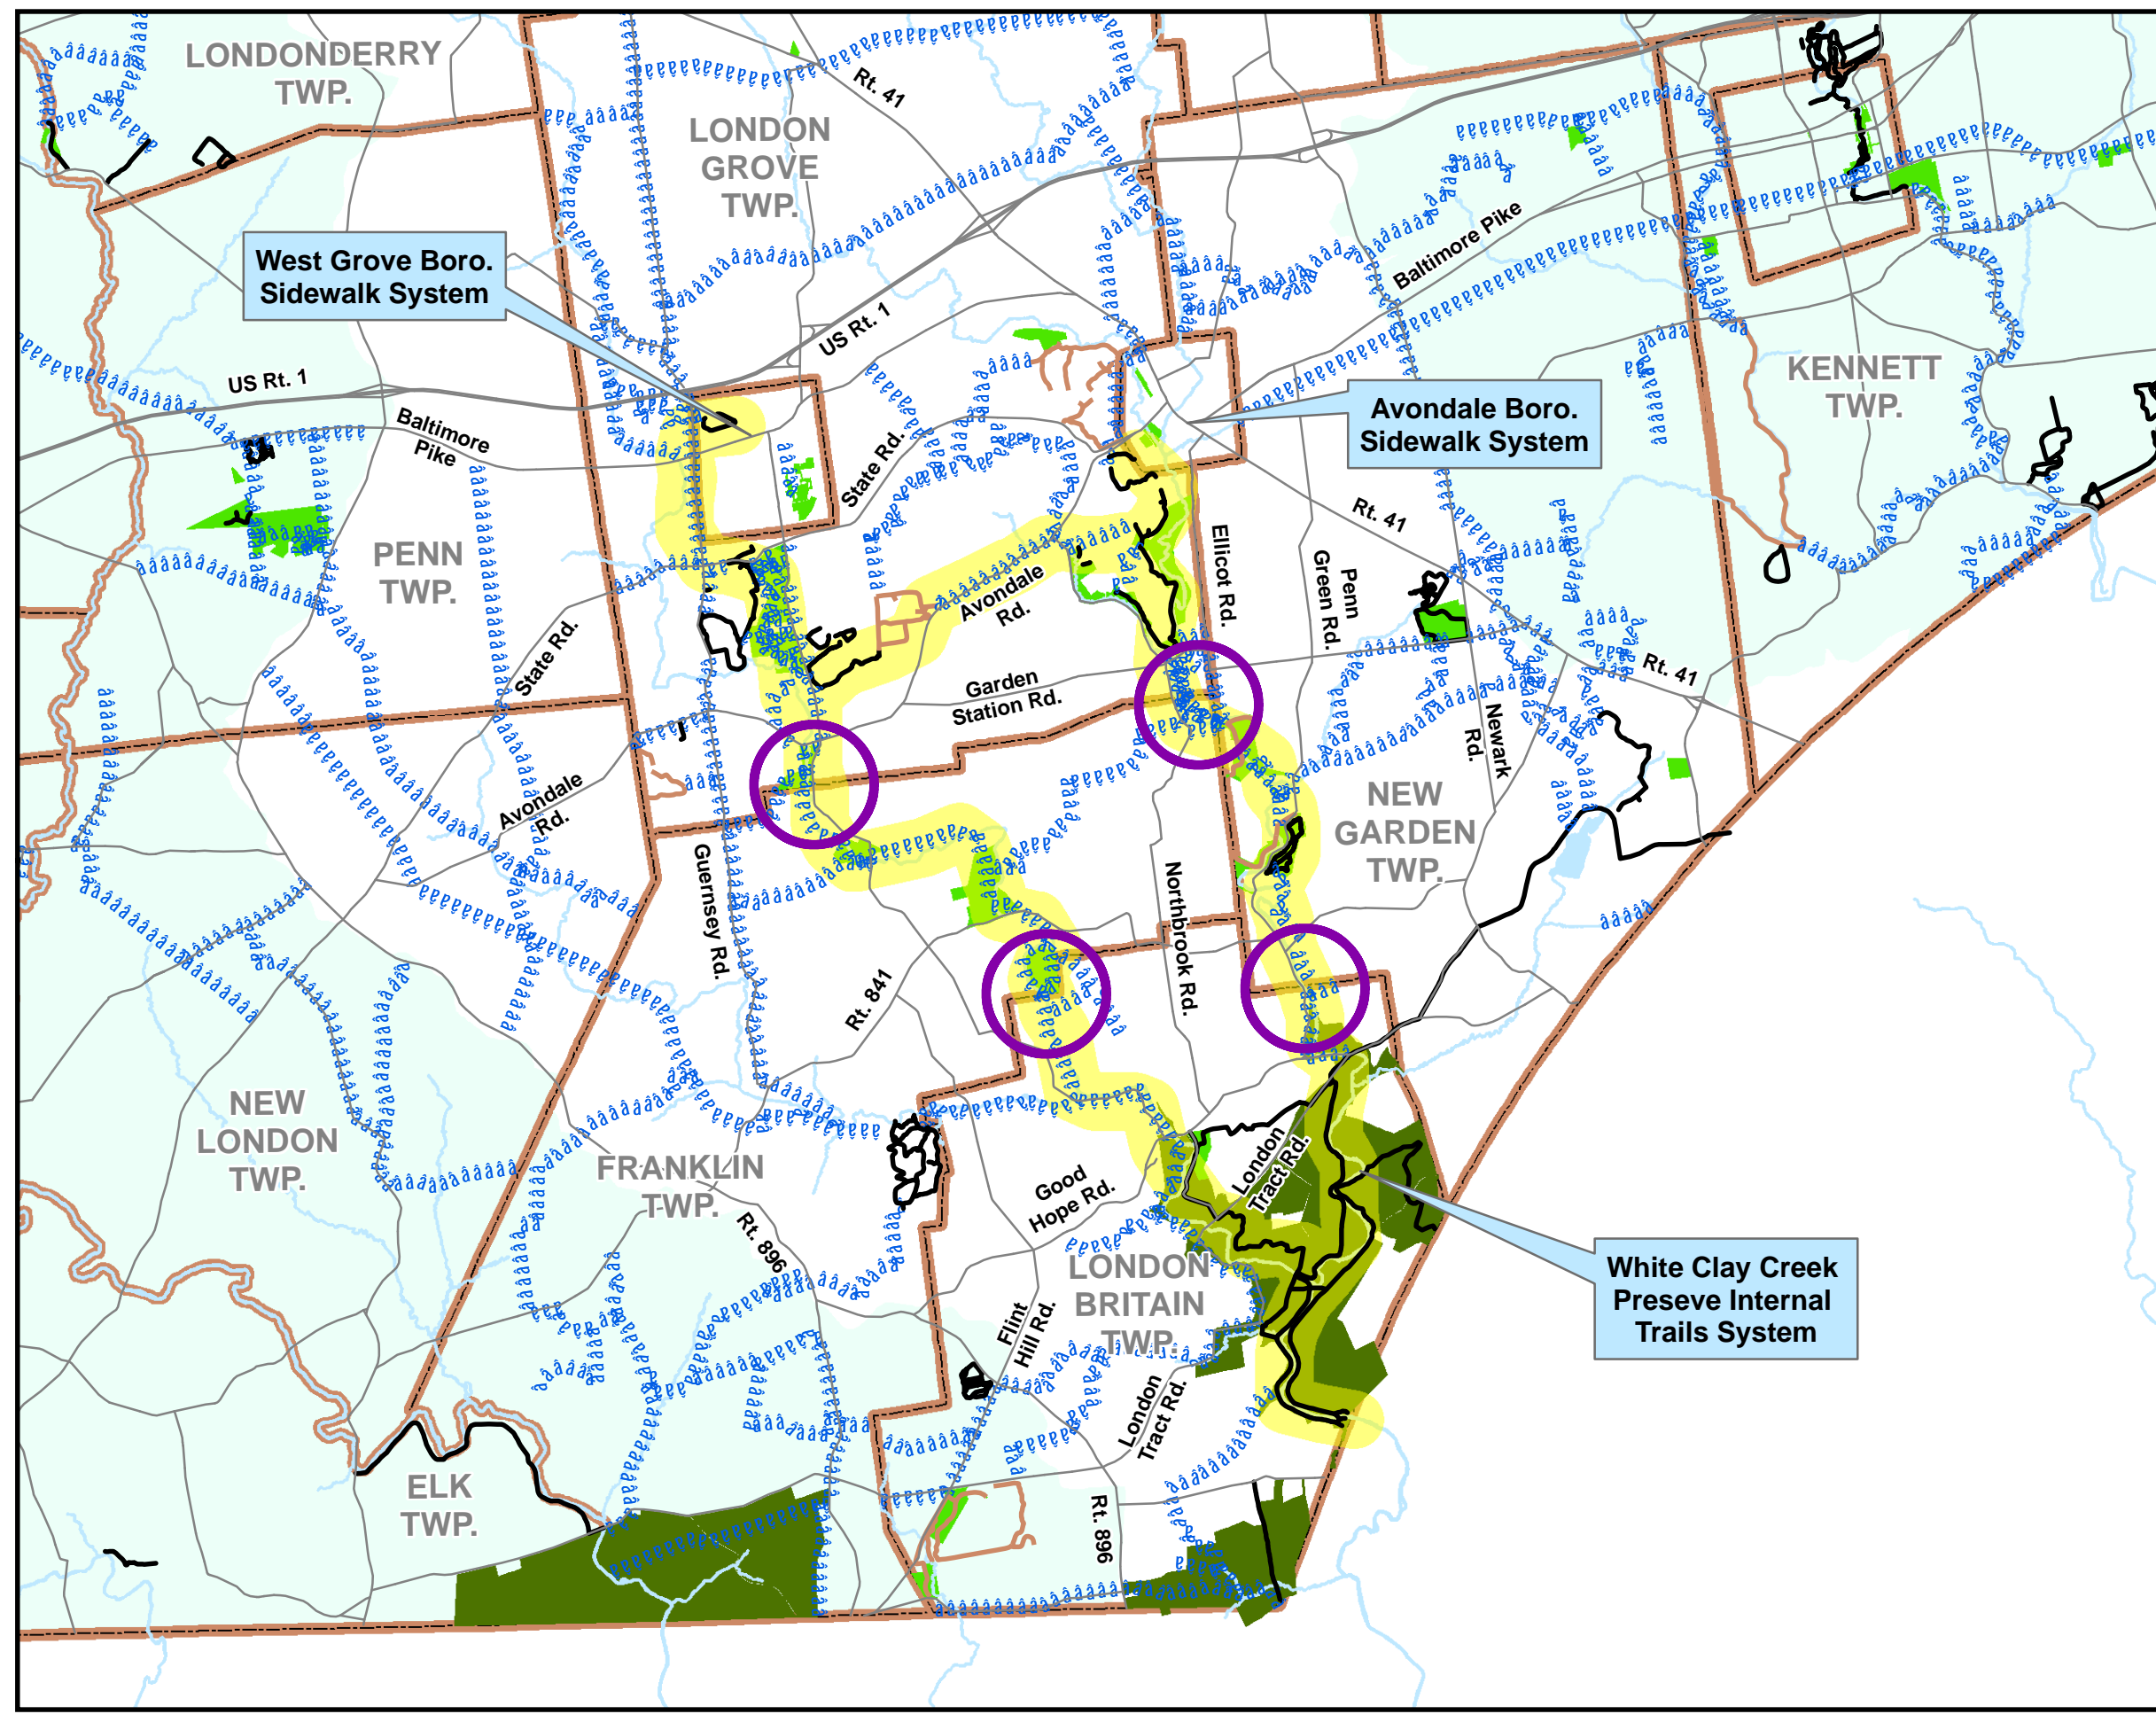 LONDONDERRY
TWP.
Rt. 41
LONDON
GROVE
TWP.
West Grove Boro.
Sidewalk System
Baltimore Pike
US Rt. 1
US Rt. 1
KENNETT
TWP.
Avondale Boro.
Sidewalk System
Baltimore
Pike
State Rd.
Rt. 41
PENN
TWP.
Ellicot Rd.
Penn
Green Rd.
Avondale
Rd.
State Rd.
Garden
Station Rd.
Rt. 41
Newark
Rd.
Avondale
Rd.
NEW
GARDEN
TWP.
Guernsey Rd.
Northbrook Rd.
Rt. 841
NEW
LONDON
TWP.
FRANKLIN
TWP.
London
Tract Rd.
Good
Hope Rd.
Rt. 896
LONDON
BRITAIN
TWP.
White Clay Creek
Preseve Internal
Trails System
Flint
Hill Rd.
London
Tract Rd.
ELK
TWP.
Rt. 896